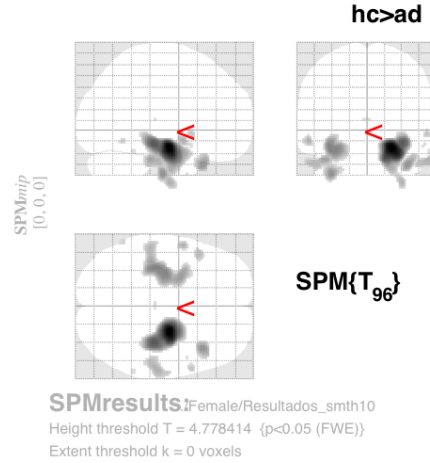 hc>ad
SPMmip
[0, 0, 0]
<
<
<
SPM{T96}
SPMresults:./Female/Resultados_smth10
Height threshold T = 4.778414 {p<0.05 (FWE)}
Extent threshold k = 0 voxels